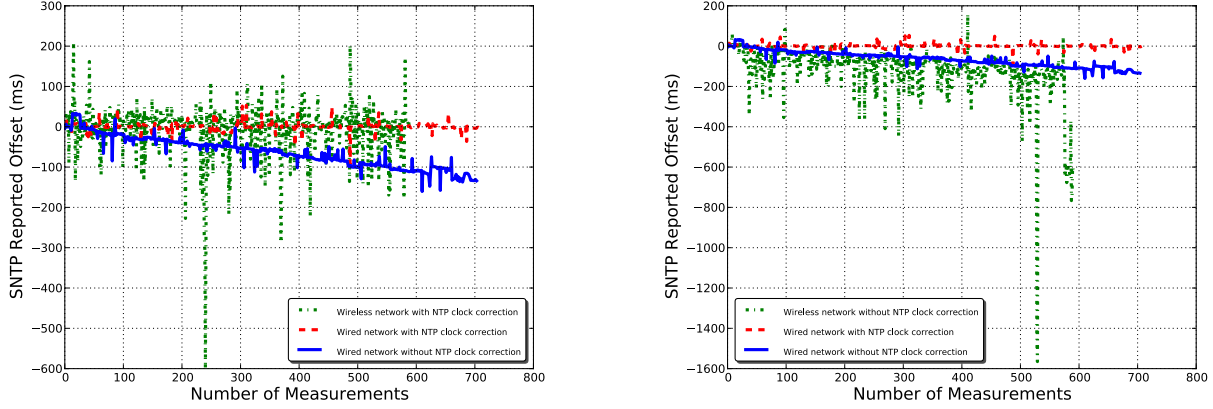 SNTP Reported Offset (ms)
300
200
100
0
−100
−200
−300
−400
−500
−600
0 100 200 300 400 500 600 700 800
Number of Measurements
Wireless network with NTP clock correction
Wired network with NTP clock correction
Wired network without NTP clock correction
SNTP Reported Offset (ms)
200
0
−200
−400
−600
−800
−1000
−1200
−1400
−1600
0 100 200 300 400 500 600 700 800
Number of Measurements
Wireless network without NTP clock correction
Wired network with NTP clock correction
Wired network without NTP clock correction